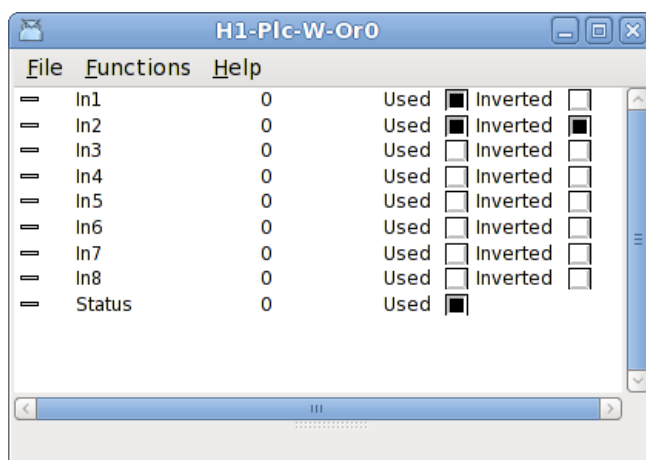 H1-Plc-W-Or0
File Functions Help
In1 0 Used Inverted
In2 0 Used Inverted
In3 0 Used Inverted
In4 0 Used Inverted
In5 0 Used Inverted
In6 0 Used Inverted
In7 0 Used Inverted
In8 0 Used Inverted
Status 0 Used